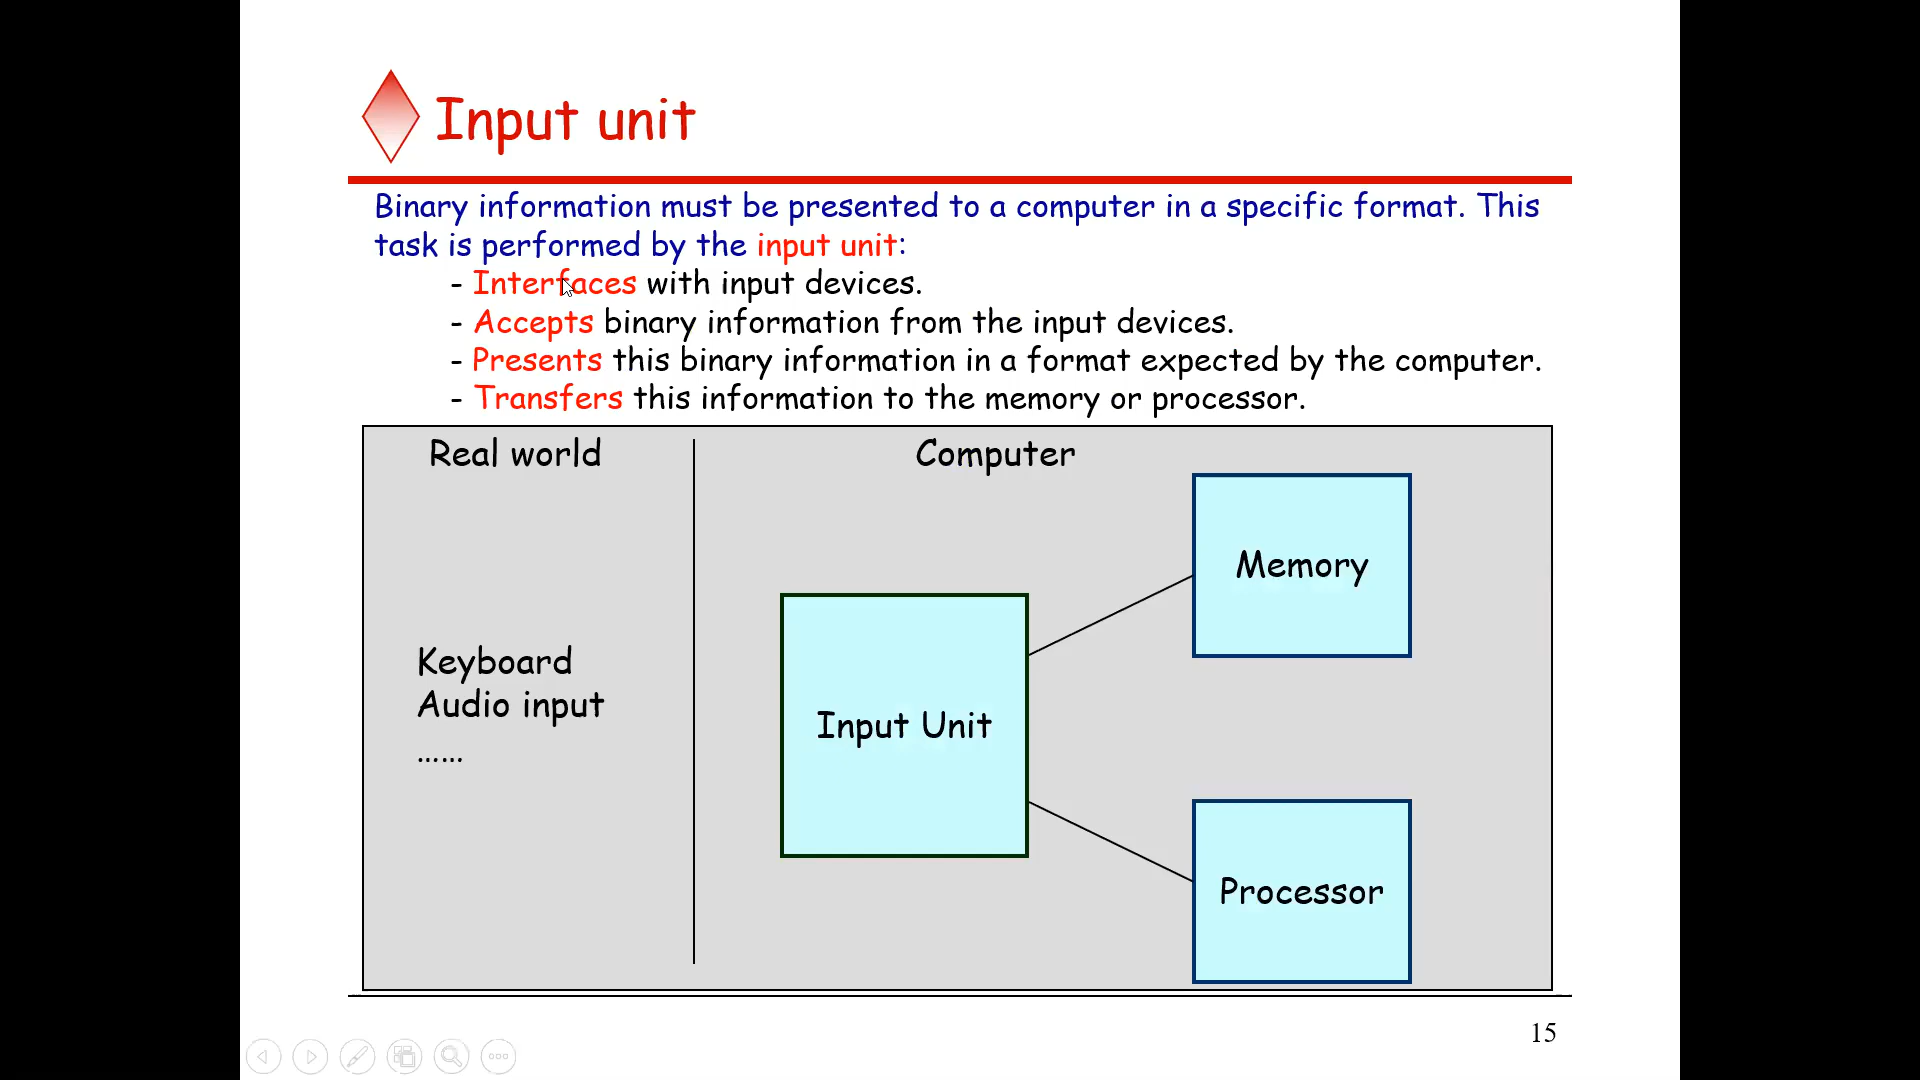 Input unit
Binary information must be presented to a computer in a specific format. This
task is performed by the input unit:
- Interfaces with input devices.
- Accepts binary information from the input devices.
- Presents this binary information in a format expected by the computer.
- Transfers this information to the memory or processor.
Real world
Computer
Memory
Keyboard
Audio input
……
Input Unit
Processor
15